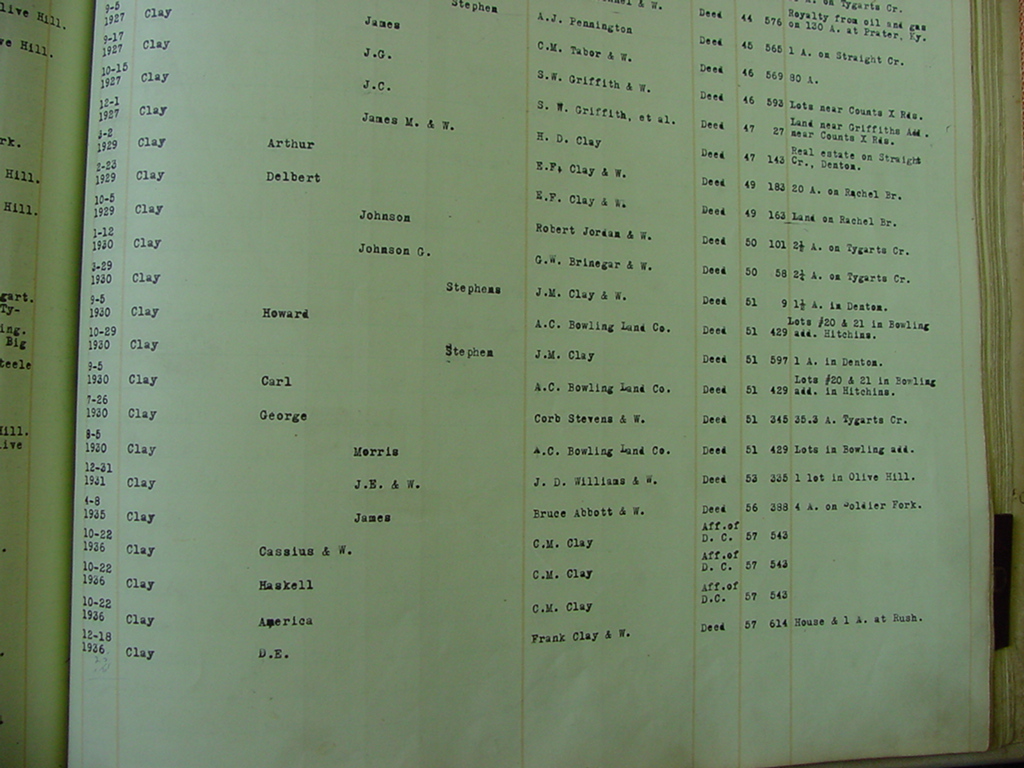 Stephen nnel & W. Deed 44 576 Royalty from oil and gas on 120 A. at Prater, Ky.
9-5 1927 Clay James A.J. Pennington Deed 45 565 1 A. on Straight Cr.
9-17 1927 Clay J.G. C.M. Tabor & W. Deed 46 569 80 A.
10-15 1927 Clay J.C. S.W. Griffith & W. Deed 46 593 Lots near Counts X Rds.
12-1 1927 Clay James M. & W. S. W. Griffith, et al. Deed 47 27 Land near Griffiths Add. near Counts X Rds.
3-2 1929 Clay Arthur H. D. Clay Deed 47 143 Real estate on Straight Cr., Denton.
2-23 1929 Clay Delbert E.F. Clay & W. Deed 49 183 20 A. on Rachel Br.
10-5 1929 Clay Johnson E.F. Clay & W. Deed 49 163 Land on Rachel Br.
1-12 1930 Clay Johnson G. Robert Jordan & W. Deed 50 101 2½ A. on Tygarts Cr.
3-29 1930 Clay Stephens G.W. Brinegar & W. Deed 50 58 2½ A. on Tygarts Cr.
9-5 1930 Clay Howard J.M. Clay & W. Deed 51 9 1½ A. in Denton.
10-29 1930 Clay Stephen A.C. Bowling Land Co. Deed 51 429 Lots #20 & 21 in Bowling add. Hitchins.
9-5 1930 Clay Carl J.M. Clay Deed 51 597 1 A. in Denton.
7-26 1930 Clay George A.C. Bowling Land Co. Deed 51 429 Lots #20 & 21 in Bowling add. in Hitchins.
Corb Stevens & W. Deed 51 345 35.3 A. Tygarts Cr.
9-5 1930 Clay Morris A.C. Bowling Land Co. Deed 51 429 Lots in Bowling add.
12-31 1931 Clay J.E. & W. J. D. Williams & W. Deed 53 335 1 lot in Olive Hill.
4-8 1935 Clay James Bruce Abbott & W. Deed 56 388 4 A. on Soldier Fork.
10-22 1936 Clay Cassius & W. C.M. Clay Aff.of D. C. 57 543
10-22 1936 Clay Haskell C.M. Clay Aff.of D. C. 57 543
10-22 1936 Clay America C.M. Clay Aff.of D.C. 57 543
12-18 1936 Clay D.E. Frank Clay & W. Deed 57 614 House & 1 A. at Rush.